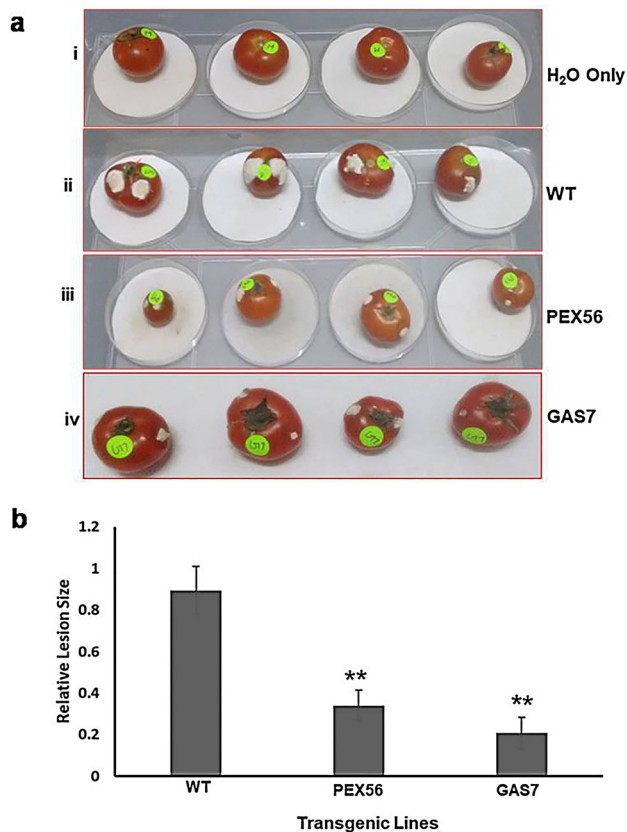 a
i
H₂O Only
ii
WT
iii
PEX56
iv
GAS7
b
Relative Lesion Size
1.2
1
0.8
0.6
0.4
0.2
0
**
**
WT
PEX56
GAS7
Transgenic Lines